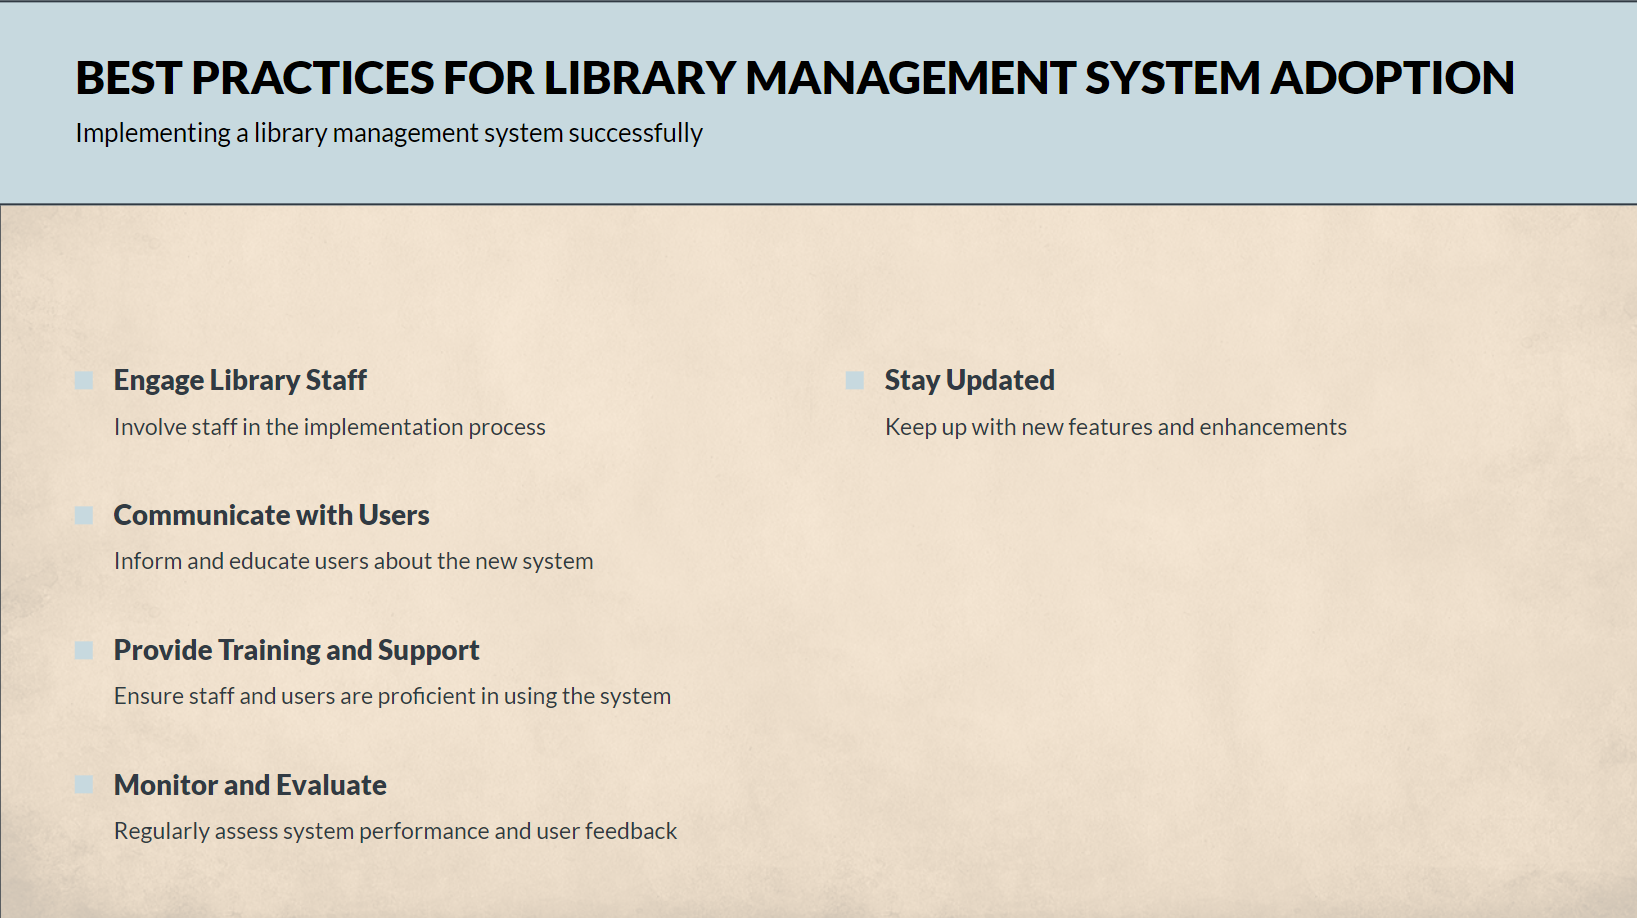 BEST PRACTICES FOR LIBRARY MANAGEMENT SYSTEM ADOPTION
Implementing a library management system successfully
Engage Library Staff
Involve staff in the implementation process
Communicate with Users
Inform and educate users about the new system
Provide Training and Support
Ensure staff and users are proficient in using the system
Monitor and Evaluate
Regularly assess system performance and user feedback
Stay Updated
Keep up with new features and enhancements